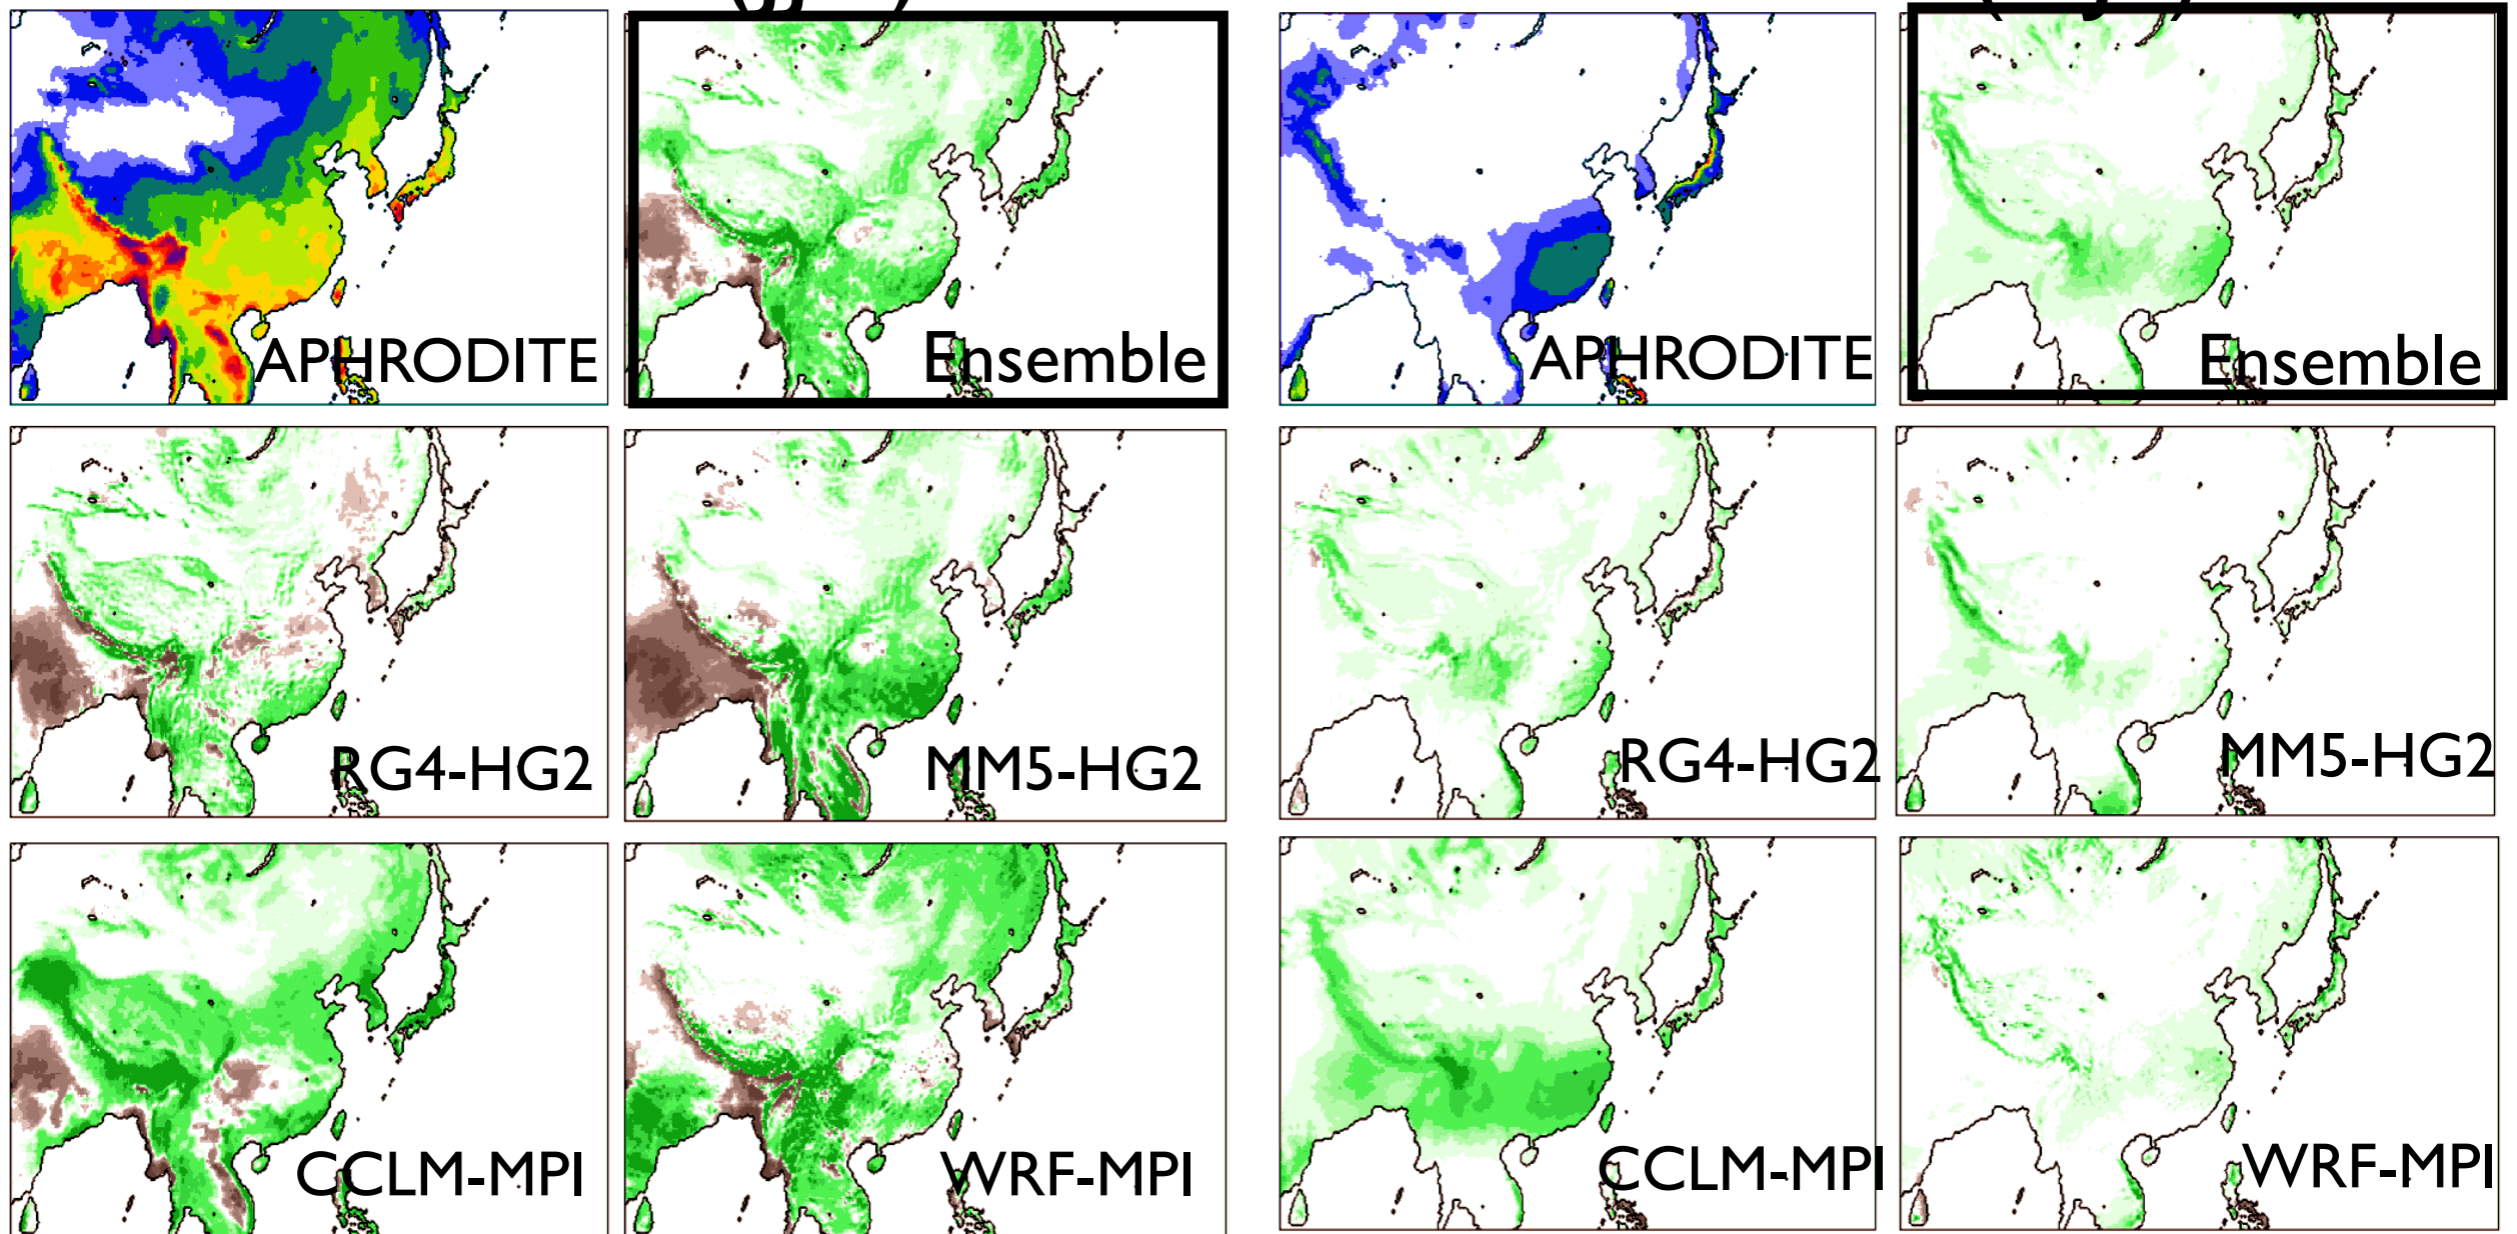 APHRODITE
Ensemble
APHRODITE
Ensemble
RG4-HG2
MM5-HG2
RG4-HG2
MM5-HG2
CCLM-MPI
WRF-MPI
CCLM-MPI
WRF-MPI